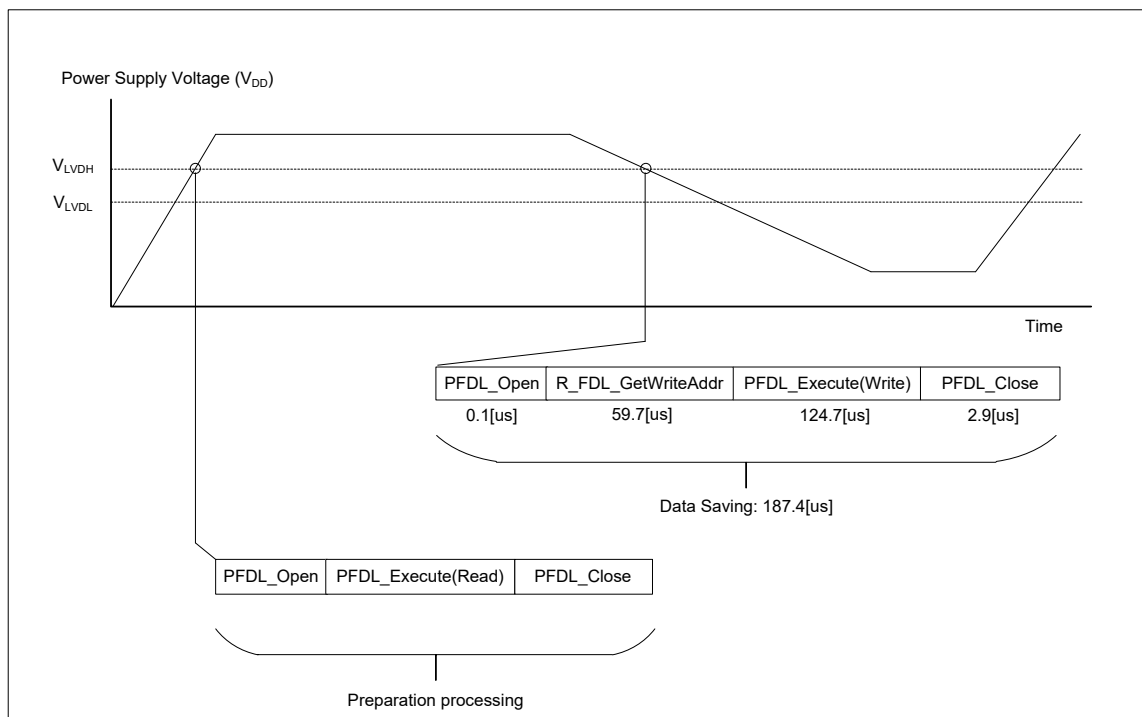 Power Supply Voltage (VDD)
VLVDH
VLVDL
Time
PFDL_Open R_FDL_GetWriteAddr PFDL_Execute(Write) PFDL_Close
0.1[us] 59.7[us] 124.7[us] 2.9[us]
Data Saving: 187.4[us]
PFDL_Open PFDL_Execute(Read) PFDL_Close
Preparation processing